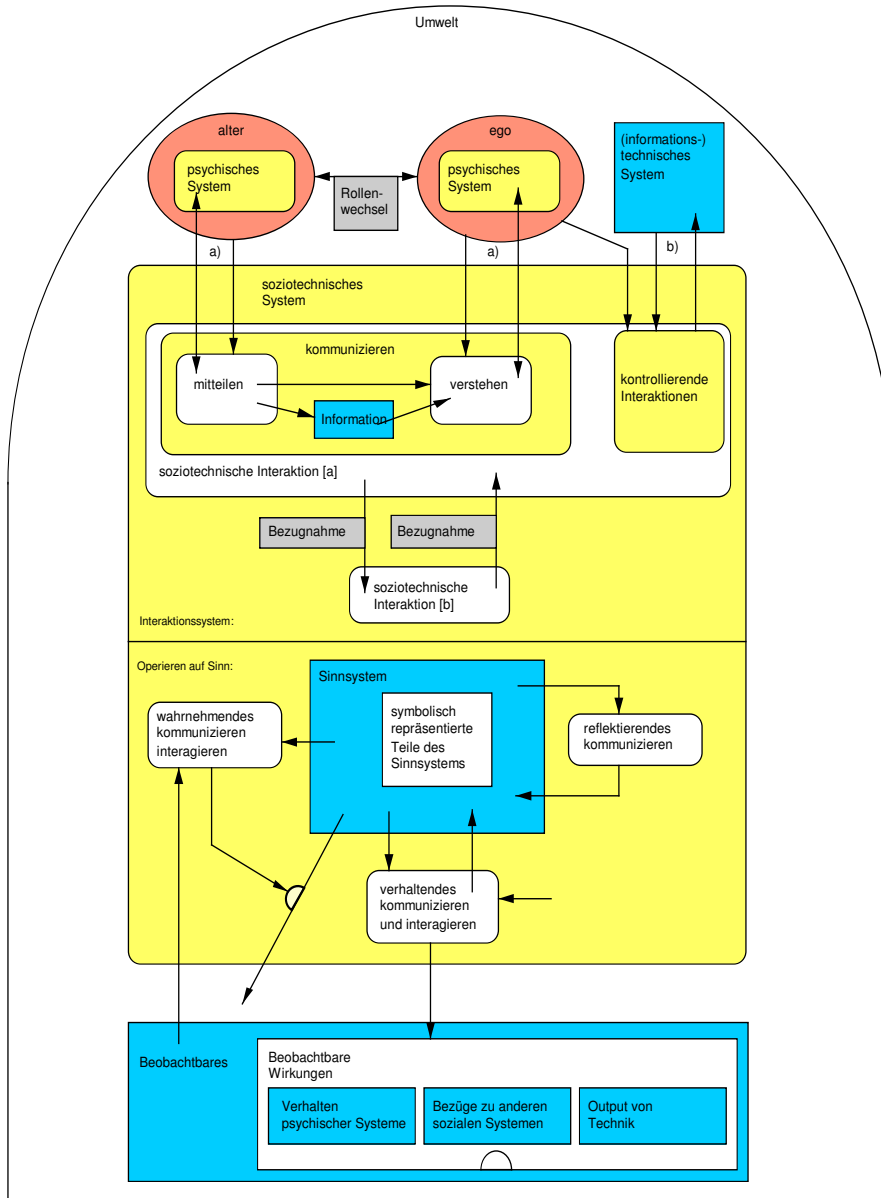 Umwelt
alter
psychisches
System
Rollen-
wechsel
ego
psychisches
System
(informations-)
technisches
System
a)
a)
b)
soziotechnisches
System
kommunizieren
mitteilen
Information
verstehen
kontrollierende
Interaktionen
soziotechnische Interaktion [a]
Bezugnahme
Bezugnahme
soziotechnische
Interaktion [b]
Interaktionssystem:
Operieren auf Sinn:
Sinnsystem
symbolisch
repräsentierte
Teile des
Sinnsystems
wahrnehmendes
kommunizieren
interagieren
reflektierendes
kommunizieren
verhaltendes
kommunizieren
und interagieren
Beobachtbares
Beobachtbare
Wirkungen
Verhalten
psychischer Systeme
Bezüge zu anderen
sozialen Systemen
Output von
Technik